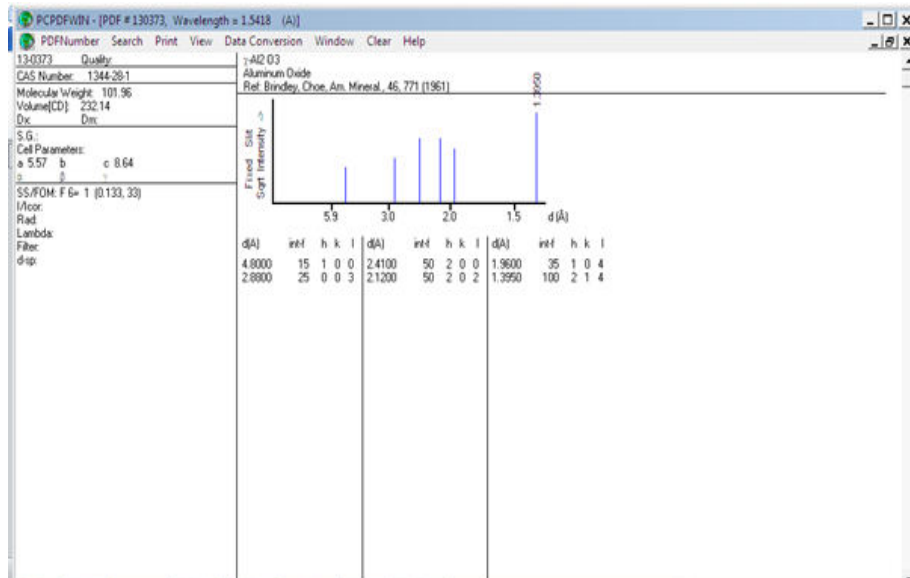 PCPDFWIN - [PDF # 130373, Wavelength = 1.5418 (A)]
PDFNumber Search Print View Data Conversion Window Clear Help
13-0373 Quality:
CAS Number: 1344-28-1
Molecular Weight: 101.96
Volume[CD]: 232.14
Dx: Dm:
S.G.:
Cell Parameters:
a 5.57 b c 8.64
SS/FOM: F 6= 1 (0.133, 33)
I/Icor:
Rad:
Lambda:
Filter:
d-sp:
γ-Al2O3
Aluminum Oxide
Ref: Brindley, Choe, Am. Mineral., 46, 771 (1961)
1.3950
Fixed Slit
Sqrt Intensity ->
5.9 3.0 2.0 1.5 d(Å)
d(A) int-f h k l d(A) int-f h k l d(A) int-f h k l
4.8000 15 1 0 0 2.4100 50 2 0 0 1.9600 35 1 0 4
2.8800 25 0 0 3 2.1200 50 2 0 2 1.3950 100 2 1 4